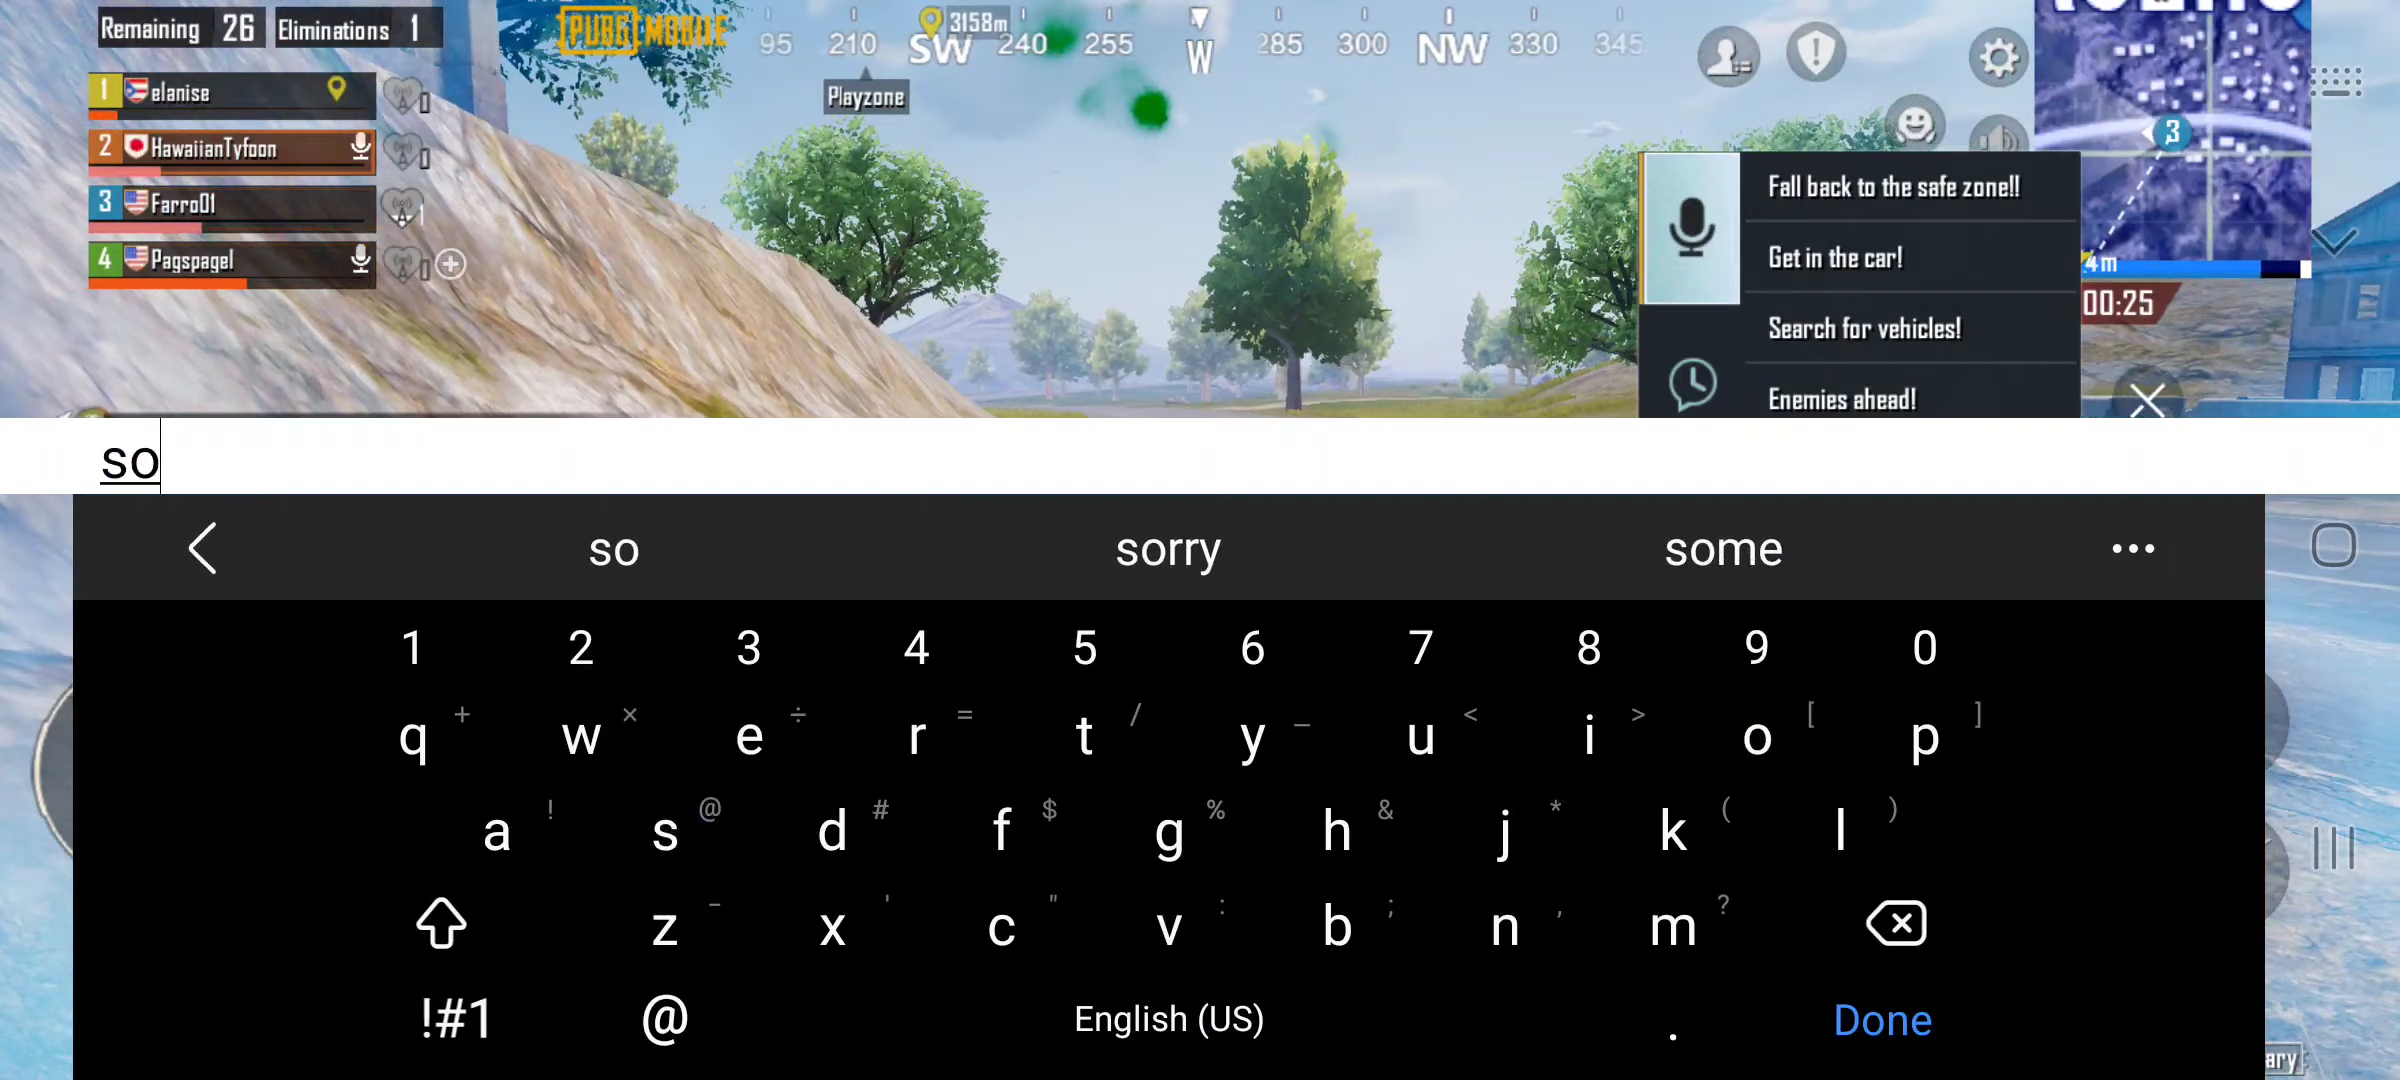 Remaining 26 Eliminations 1
PUBG MOBILE
3158m
95 210 SW 240 255 W 285 300 NW 330 345
Playzone
1 elanise
2 HawaiianTyfoon
3 Farro01
1
4 Pagspagel
3
Fall back to the safe zone!!
Get in the car!
Search for vehicles!
Enemies ahead!
4m
00:25
so
so sorry some
1 2 3 4 5 6 7 8 9 0
q + w × e ÷ r = t / y _ u < i > o [ p ]
a ! s @ d # f $ g % h & j * k ( l )
z - x ' c " v : b ; n , m ?
!#1 @ English (US) . Done
ary